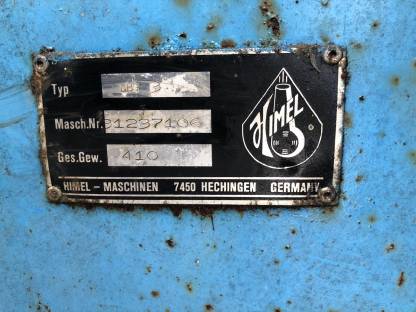 Typ
HIMEL
Masch.Nr. 31237106
Ges.Gew. 410
HIMEL - MASCHINEN 7450 HECHINGEN GERMANY